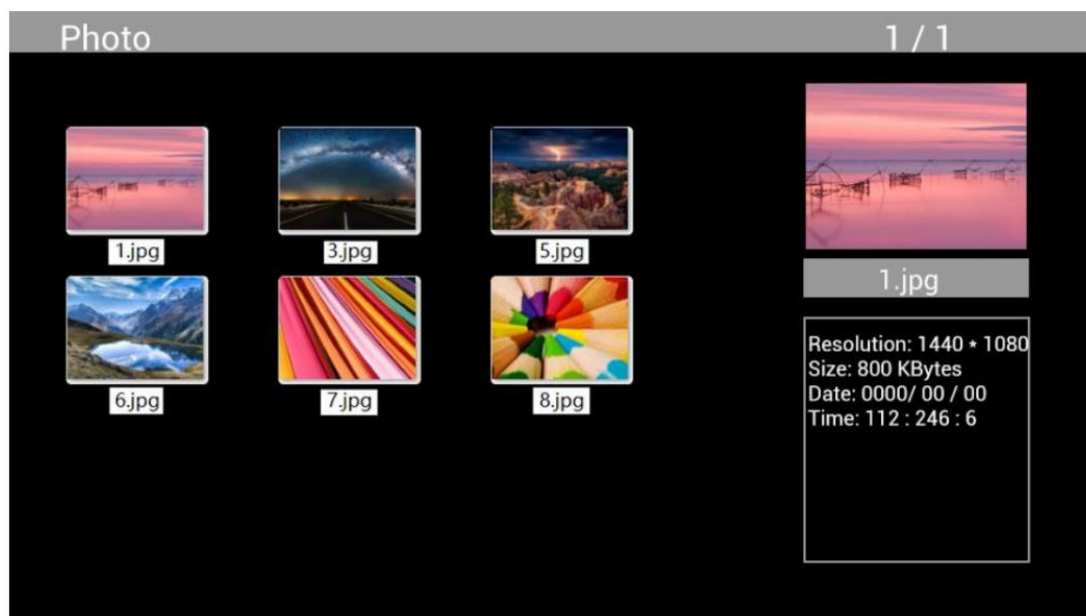 Photo
1 / 1
1.jpg
3.jpg
5.jpg
6.jpg
7.jpg
8.jpg
1.jpg
Resolution: 1440 * 1080
Size: 800 KBytes
Date: 0000/ 00 / 00
Time: 112 : 246 : 6